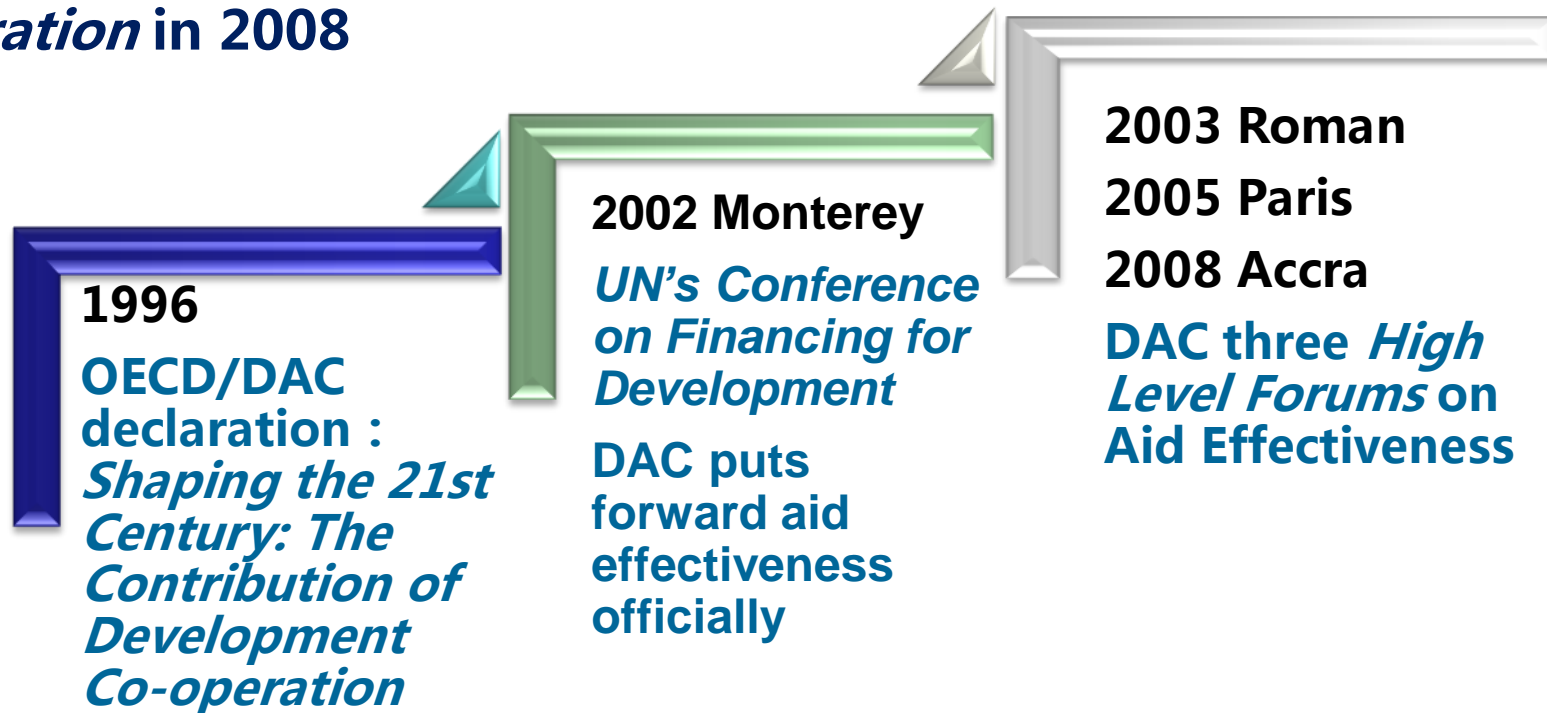 ration in 2008
1996
OECD/DAC
declaration :
Shaping the 21st
Century: The
Contribution of
Development
Co-operation
2002 Monterey
UN’s Conference
on Financing for
Development
DAC puts
forward aid
effectiveness
officially
2003 Roman
2005 Paris
2008 Accra
DAC three High
Level Forums on
Aid Effectiveness